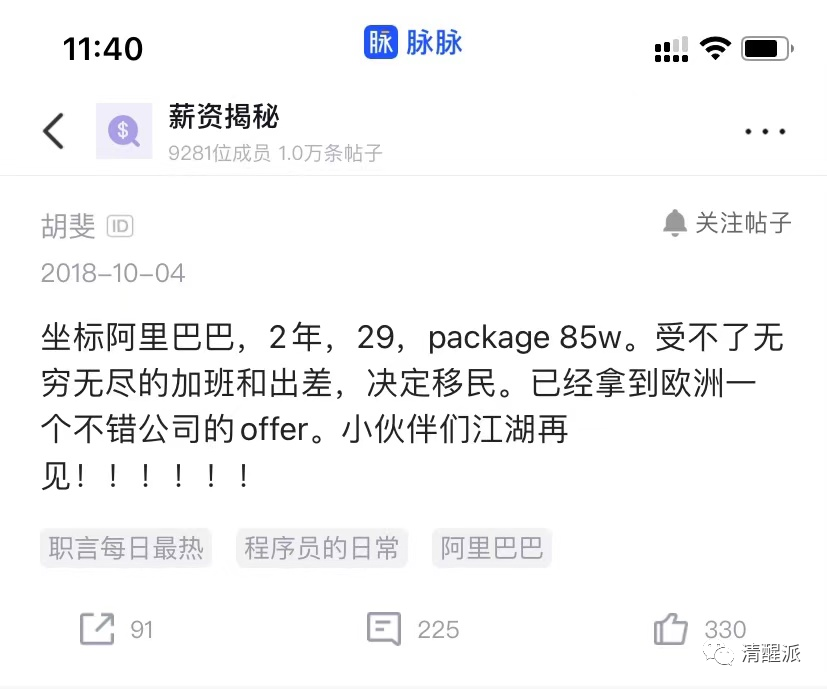 11:40
脉 脉脉
薪资揭秘
9281位成员 1.0万条帖子
胡斐 ID
关注帖子
2018-10-04
坐标阿里巴巴，2年，29，package 85w。受不了无
穷无尽的加班和出差，决定移民。已经拿到欧洲一
个不错公司的offer。小伙伴们江湖再
见！！！！！！
职言每日最热 程序员的日常 阿里巴巴
91 225 330
清醒派